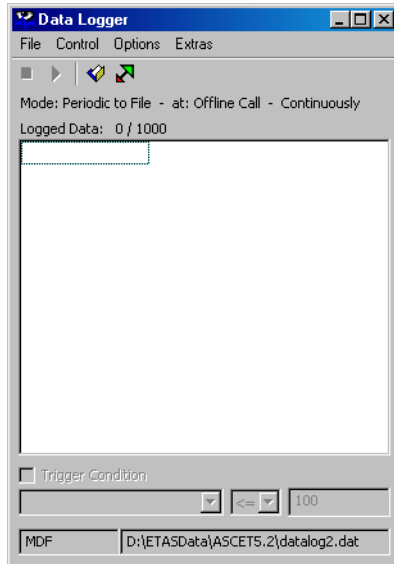 Data Logger
File Control Options Extras
Mode: Periodic to File - at: Offline Call - Continuously
Logged Data: 0 / 1000
Trigger Condition
<= 100
MDF D:\ETASData\ASCET5.2\datalog2.dat